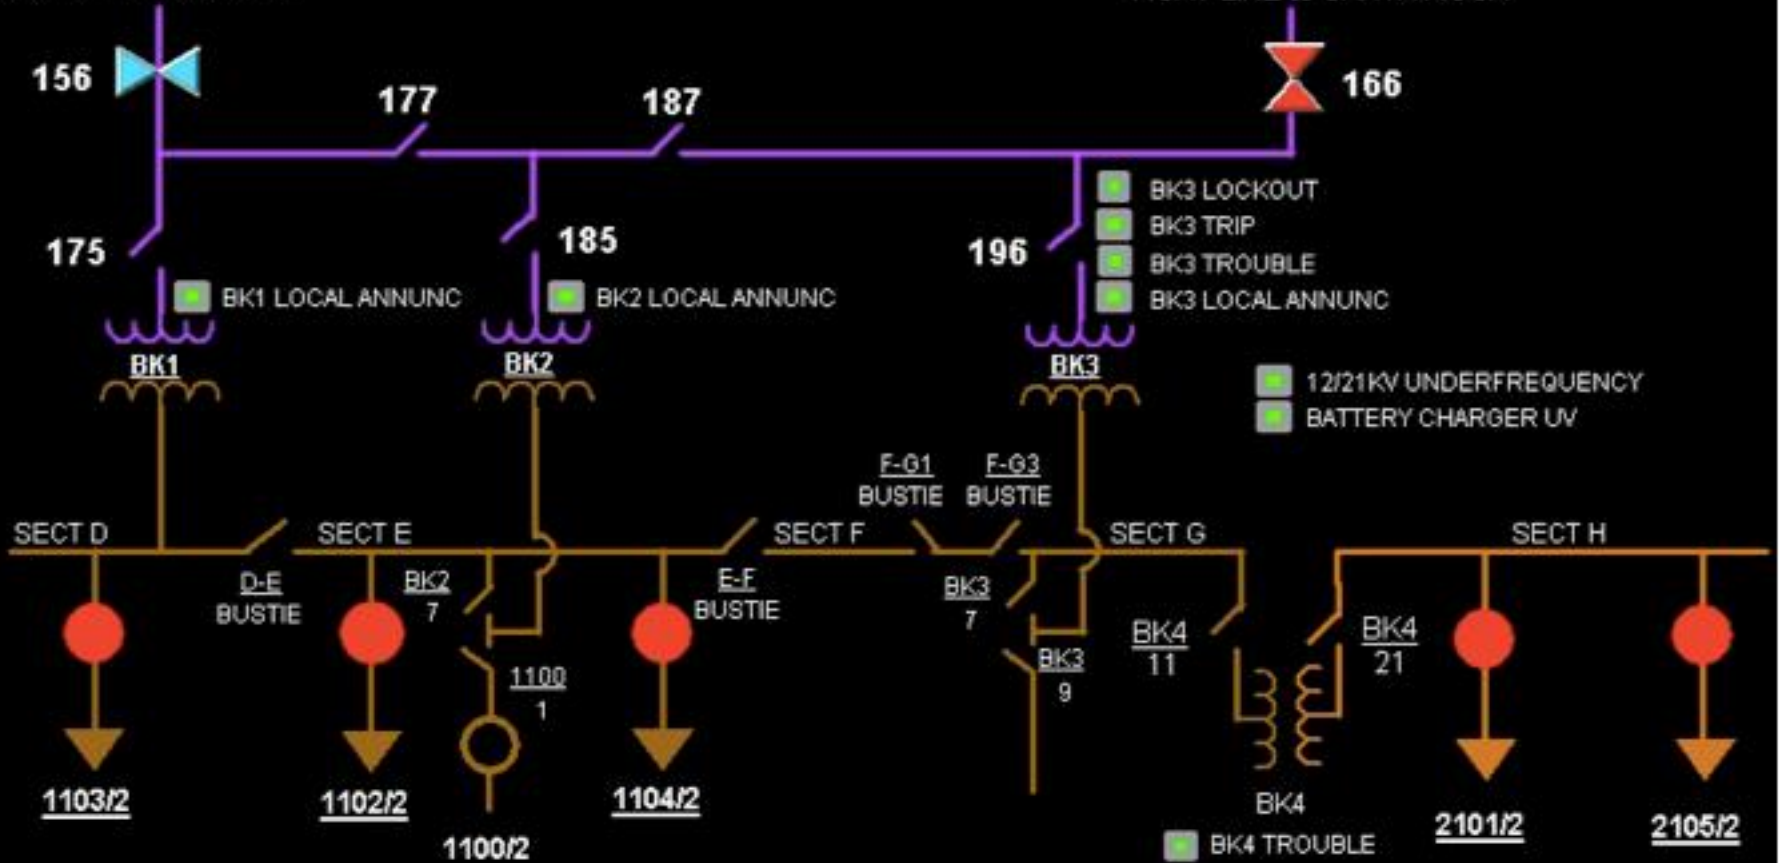 156
177
187
166
BK3 LOCKOUT
BK3 TRIP
175
185
196
BK3 TROUBLE
BK1 LOCAL ANNUNC
BK2 LOCAL ANNUNC
BK3 LOCAL ANNUNC
BK1
BK2
BK3
12/21KV UNDERFREQUENCY
BATTERY CHARGER UV
F-G1
BUSTIE
F-G3
BUSTIE
SECT D
SECT E
SECT F
SECT G
SECT H
D-E
BUSTIE
BK2
7
E-F
BUSTIE
BK3
7
BK4
11
BK4
21
1100
1
BK3
9
1103/2
1102/2
1104/2
BK4
2101/2
2105/2
1100/2
BK4 TROUBLE